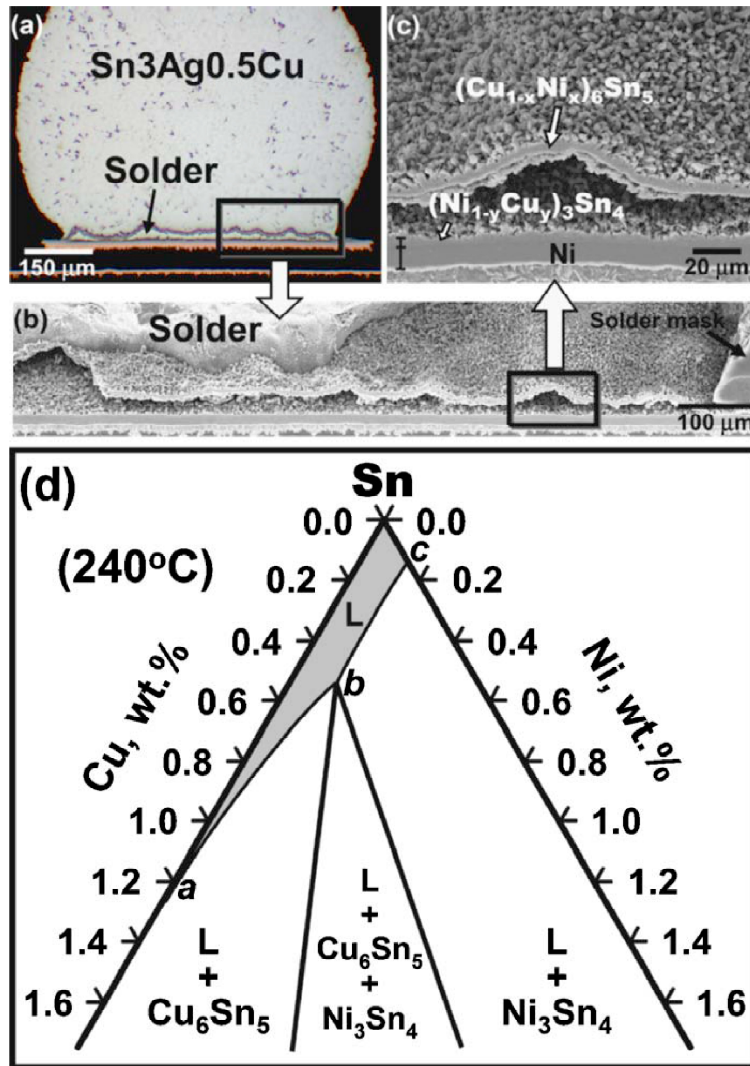 (a)
Sn3Ag0.5Cu
Solder
150 μm
(c)
(Cu₁₋ₓNiₓ)₆Sn₅
(Ni₁₋yCuy)₃Sn₄
Ni
20 μm
(b)
Solder
Solder mask
100 μm
(d)
Sn
(240°C)
0.0
0.2
0.4
0.6
0.8
1.0
1.2
1.4
1.6
Cu, wt.%
0.0
0.2
0.4
0.6
0.8
1.0
1.2
1.4
1.6
Ni, wt.%
L
a
b
c
L
+
Cu₆Sn₅
L
+
Cu₆Sn₅
+
Ni₃Sn₄
L
+
Ni₃Sn₄